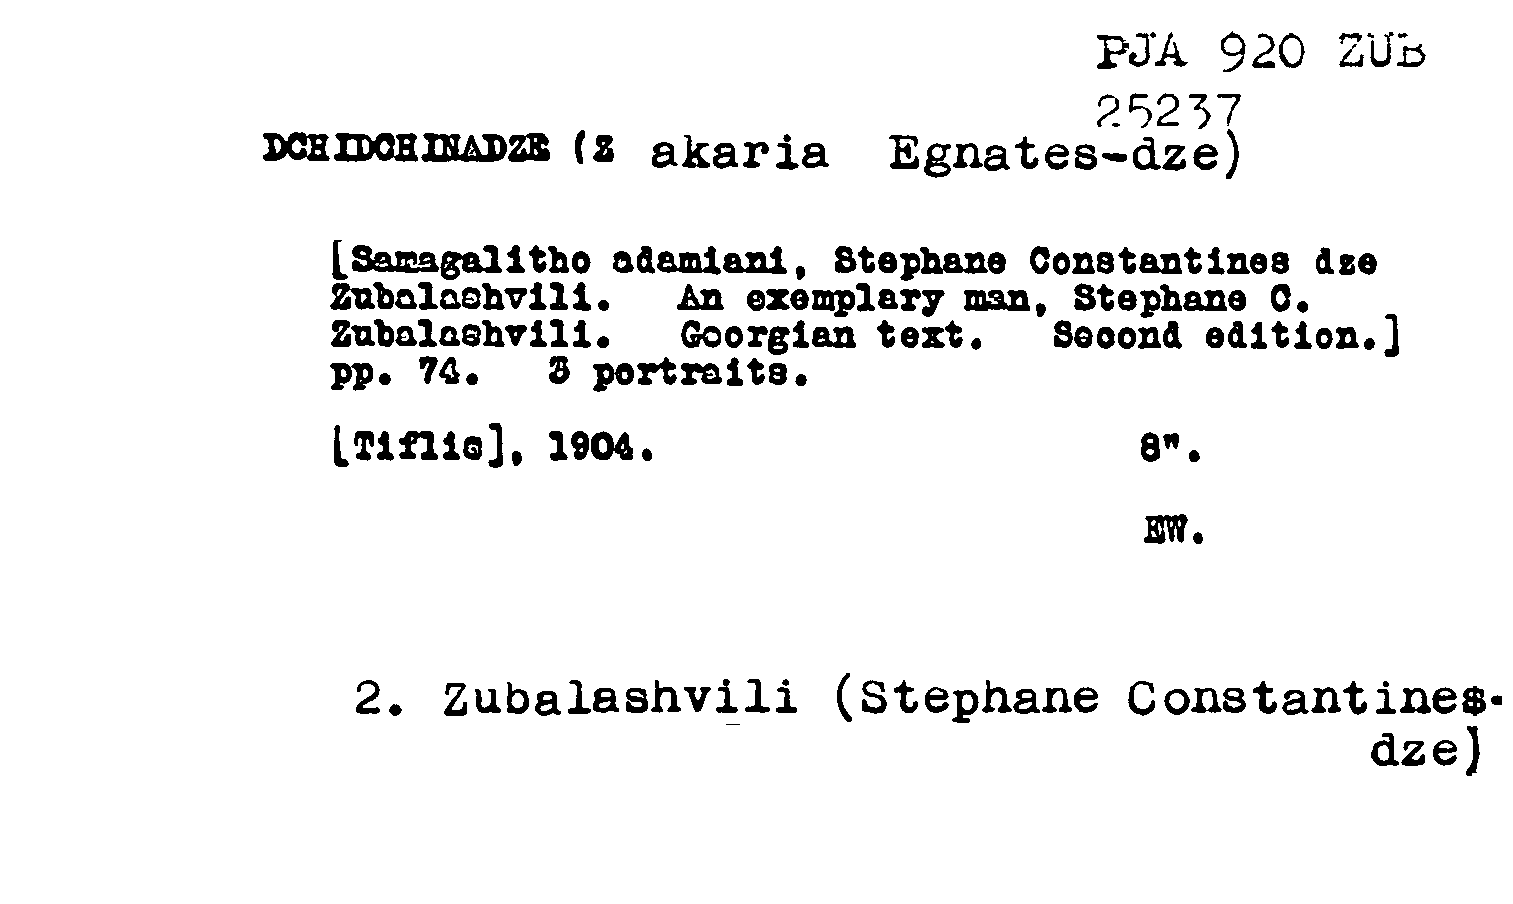 PJA 920 ZUB
25237
DCHIDCHINADZE (Z akaria Egnates-dze)
[Samagalitho adamiani, Stephane Constantines dze
Zubalashvili. An exemplary man, Stephane C.
Zubalashvili. Georgian text. Second edition.]
pp. 74. 3 portraits.
[Tiflis], 1904. 8".
EW.
2. Zubalashvili (Stephane Constantines-
dze)